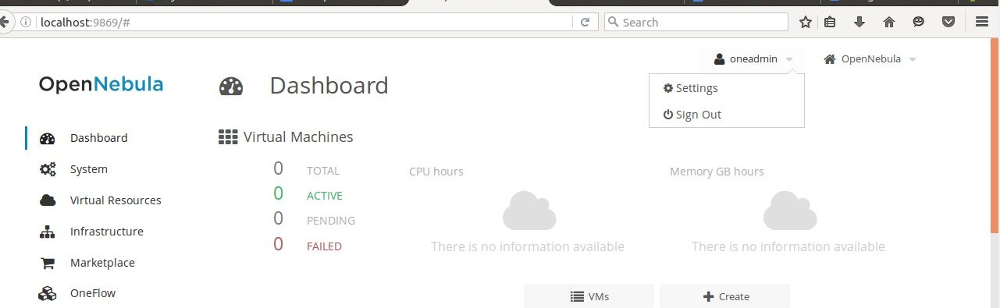 localhost:9869/#
Search
oneadmin
OpenNebula
OpenNebula
Dashboard
Settings
Sign Out
Dashboard
System
Virtual Resources
Infrastructure
Marketplace
OneFlow
Virtual Machines
0 TOTAL
0 ACTIVE
0 PENDING
0 FAILED
CPU hours
There is no information available
Memory GB hours
There is no information available
VMs
Create